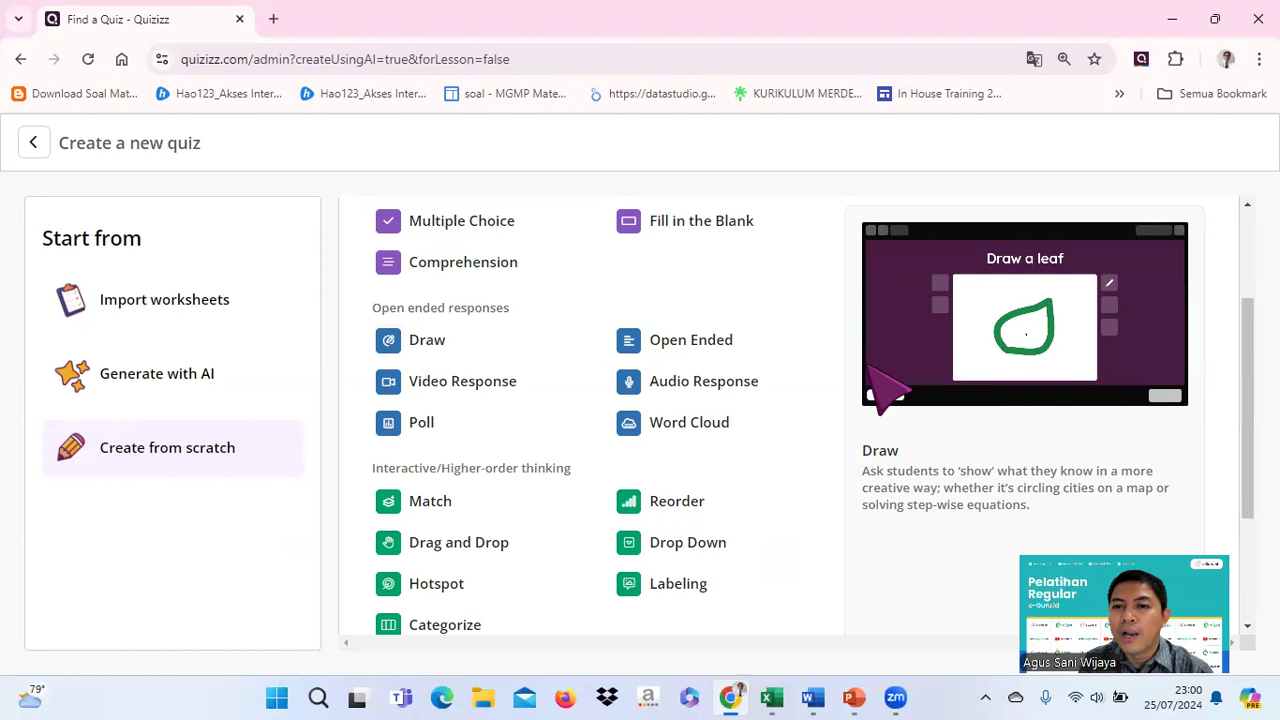 Find a Quiz - Quizizz
quizizz.com/admin?createUsingAI=true&forLesson=false
Download Soal Mat...
Hao123_Akses Inter...
Hao123_Akses Inter...
soal - MGMP Mate...
https://datastudio.g...
KURIKULUM MERDE...
In House Training 2...
Semua Bookmark
Create a new quiz
Start from
Import worksheets
Generate with AI
Create from scratch
Multiple Choice
Fill in the Blank
Comprehension
Open ended responses
Draw
Open Ended
Video Response
Audio Response
Poll
Word Cloud
Interactive/Higher-order thinking
Match
Reorder
Drag and Drop
Drop Down
Hotspot
Labeling
Categorize
Draw a leaf
Draw
Ask students to ‘show’ what they know in a more
creative way; whether it’s circling cities on a map or
solving step-wise equations.
Pelatihan
Regular
e-Guru.id
Agus Sani Wijaya
79°
23:00
25/07/2024
PRE